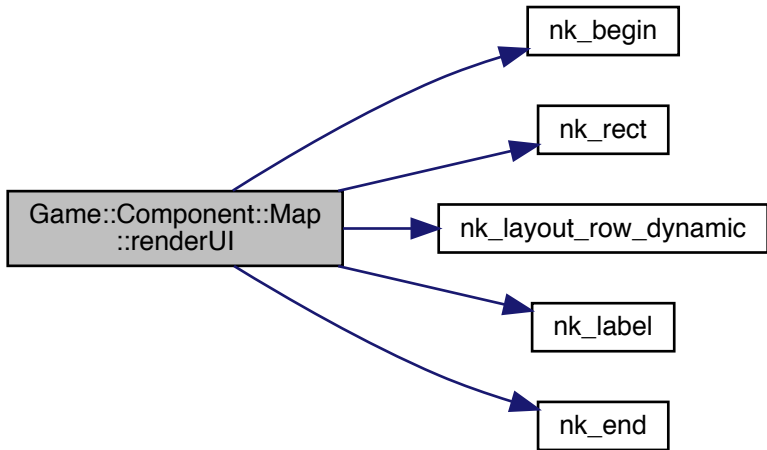 nk_begin
nk_rect
Game::Component::Map
::renderUI
nk_layout_row_dynamic
nk_label
nk_end